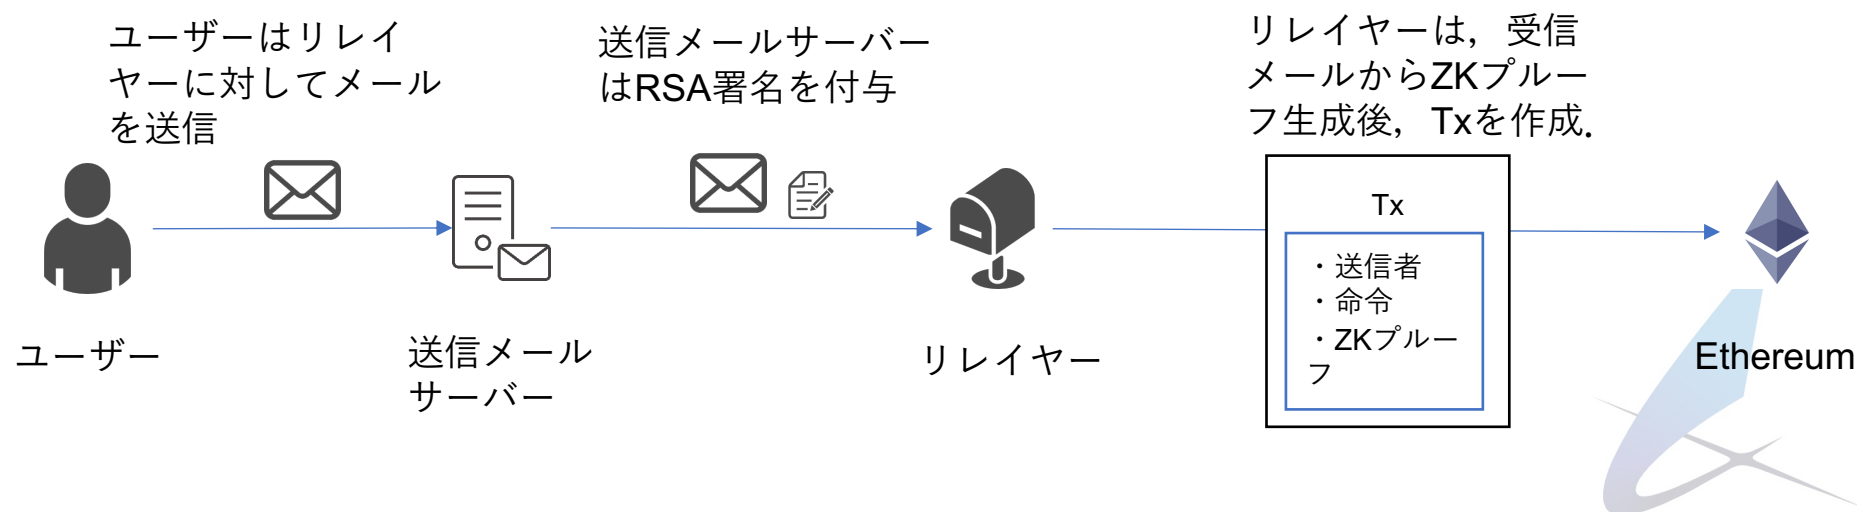 ユーザーはリレイ
ヤーに対してメール
を送信
送信メールサーバー
はRSA署名を付与
リレイヤーは，受信
メールからZKプルー
フ生成後，Txを作成．
Tx
・送信者
・命令
・ZKプルー
フ
ユーザー
送信メール
サーバー
リレイヤー
Ethereum